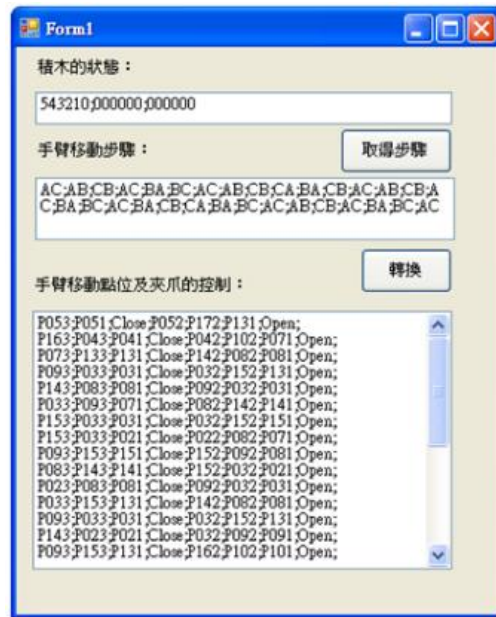 Form1
積木的狀態：
543210;000000;000000
手臂移動步驟：
取得步驟
AC;AB;CB;AC;BA;BC;AC;AB;CB;CA;BA;CB;AC;AB;CB;A
C;BA;BC;AC;BA;CB;CA;BA;BC;AC;AB;CB;AC;BA;BC;AC
轉換
手臂移動點位及夾爪的控制：
P053;P051;Close;P052;P172;P131;Open;
P163;P043;P041;Close;P042;P102;P071;Open;
P073;P133;P131;Close;P142;P082;P081;Open;
P093;P033;P031;Close;P032;P152;P131;Open;
P143;P083;P081;Close;P092;P032;P031;Open;
P033;P093;P071;Close;P082;P142;P141;Open;
P153;P033;P031;Close;P032;P152;P151;Open;
P153;P033;P021;Close;P022;P082;P071;Open;
P093;P153;P151;Close;P152;P092;P081;Open;
P083;P143;P141;Close;P152;P032;P021;Open;
P023;P083;P081;Close;P092;P032;P031;Open;
P033;P153;P131;Close;P142;P082;P081;Open;
P093;P033;P031;Close;P032;P152;P131;Open;
P143;P023;P021;Close;P032;P092;P091;Open;
P093;P153;P131;Close;P162;P102;P101;Open;